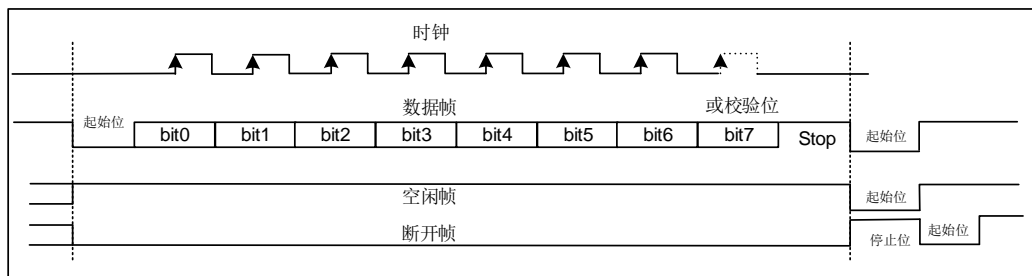 时钟
数据帧
或校验位
起始位 bit0 bit1 bit2 bit3 bit4 bit5 bit6 bit7 Stop 起始位
空闲帧 起始位
断开帧 停止位 起始位